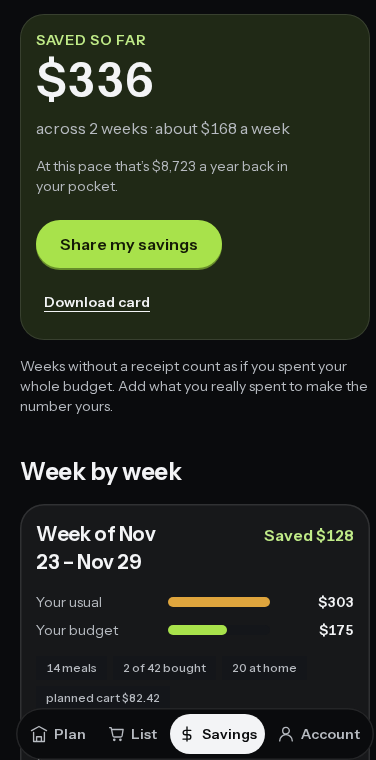 SAVED SO FAR
$336
across 2 weeks · about $168 a week
At this pace that's $8,723 a year back in
your pocket.
Share my savings
Download card
Weeks without a receipt count as if you spent your
whole budget. Add what you really spent to make the
number yours.
Week by week
Week of Nov
23 – Nov 29
Saved $128
Your usual $303
Your budget $175
14 meals 2 of 42 bought 20 at home
planned cart $82.42
Plan List $ Savings Account